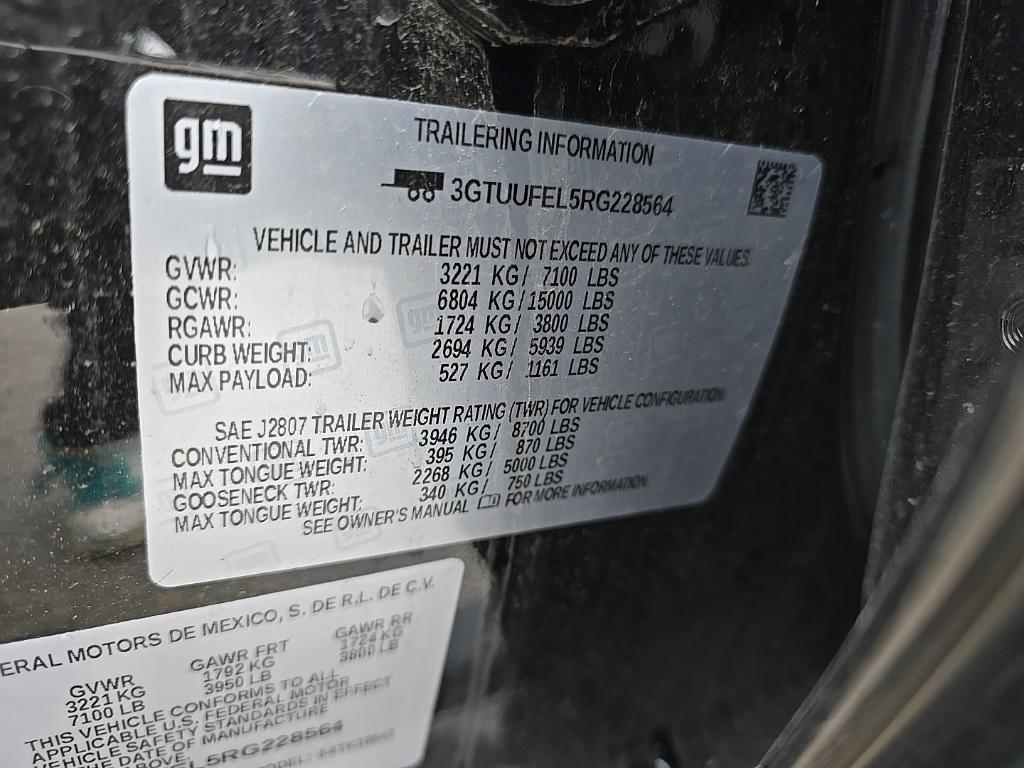 gm
TRAILERING INFORMATION
3GTUUFEL5RG228564
VEHICLE AND TRAILER MUST NOT EXCEED ANY OF THESE VALUES.
GVWR: 3221 KG/ 7100 LBS
GCWR: 6804 KG/ 15000 LBS
RGAWR: 1724 KG/ 3800 LBS
CURB WEIGHT: 2694 KG/ 5939 LBS
MAX PAYLOAD: 527 KG/ 1161 LBS
SAE J2807 TRAILER WEIGHT RATING (TWR) FOR VEHICLE CONFIGURATION.
CONVENTIONAL TWR: 3946 KG/ 8700 LBS
MAX TONGUE WEIGHT: 395 KG/ 870 LBS
GOOSENECK TWR: 2268 KG/ 5000 LBS
MAX TONGUE WEIGHT: 340 KG/ 750 LBS
SEE OWNER'S MANUAL FOR MORE INFORMATION
ERAL MOTORS DE MEXICO, S. DE R.L. DE C.V.
GVWR GAWR FRT GAWR RR
3221 KG 1792 KG 1724 KG
7100 LB 3950 LB 3800 LB
THIS VEHICLE CONFORMS TO ALL
APPLICABLE U.S. FEDERAL MOTOR
VEHICLE SAFETY STANDARDS IN EFFECT
THE DATE OF MANUFACTURE
ABOVE.
EL5RG228564
MODEL: